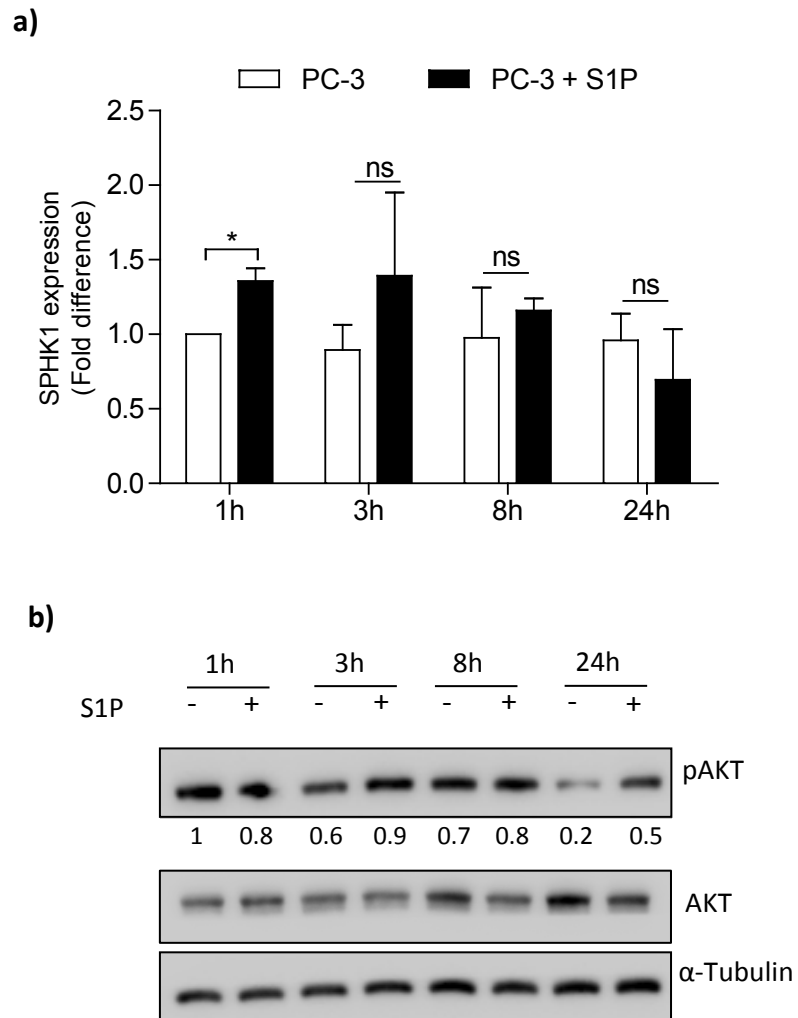 a)
PC-3 PC-3 + S1P
SPHK1 expression
(Fold difference)
2.5
2.0
1.5
1.0
0.5
0.0
* ns ns ns
1h 3h 8h 24h
b)
1h 3h 8h 24h
S1P - + - + - + - +
pAKT
1 0.8 0.6 0.9 0.7 0.8 0.2 0.5
AKT
α-Tubulin